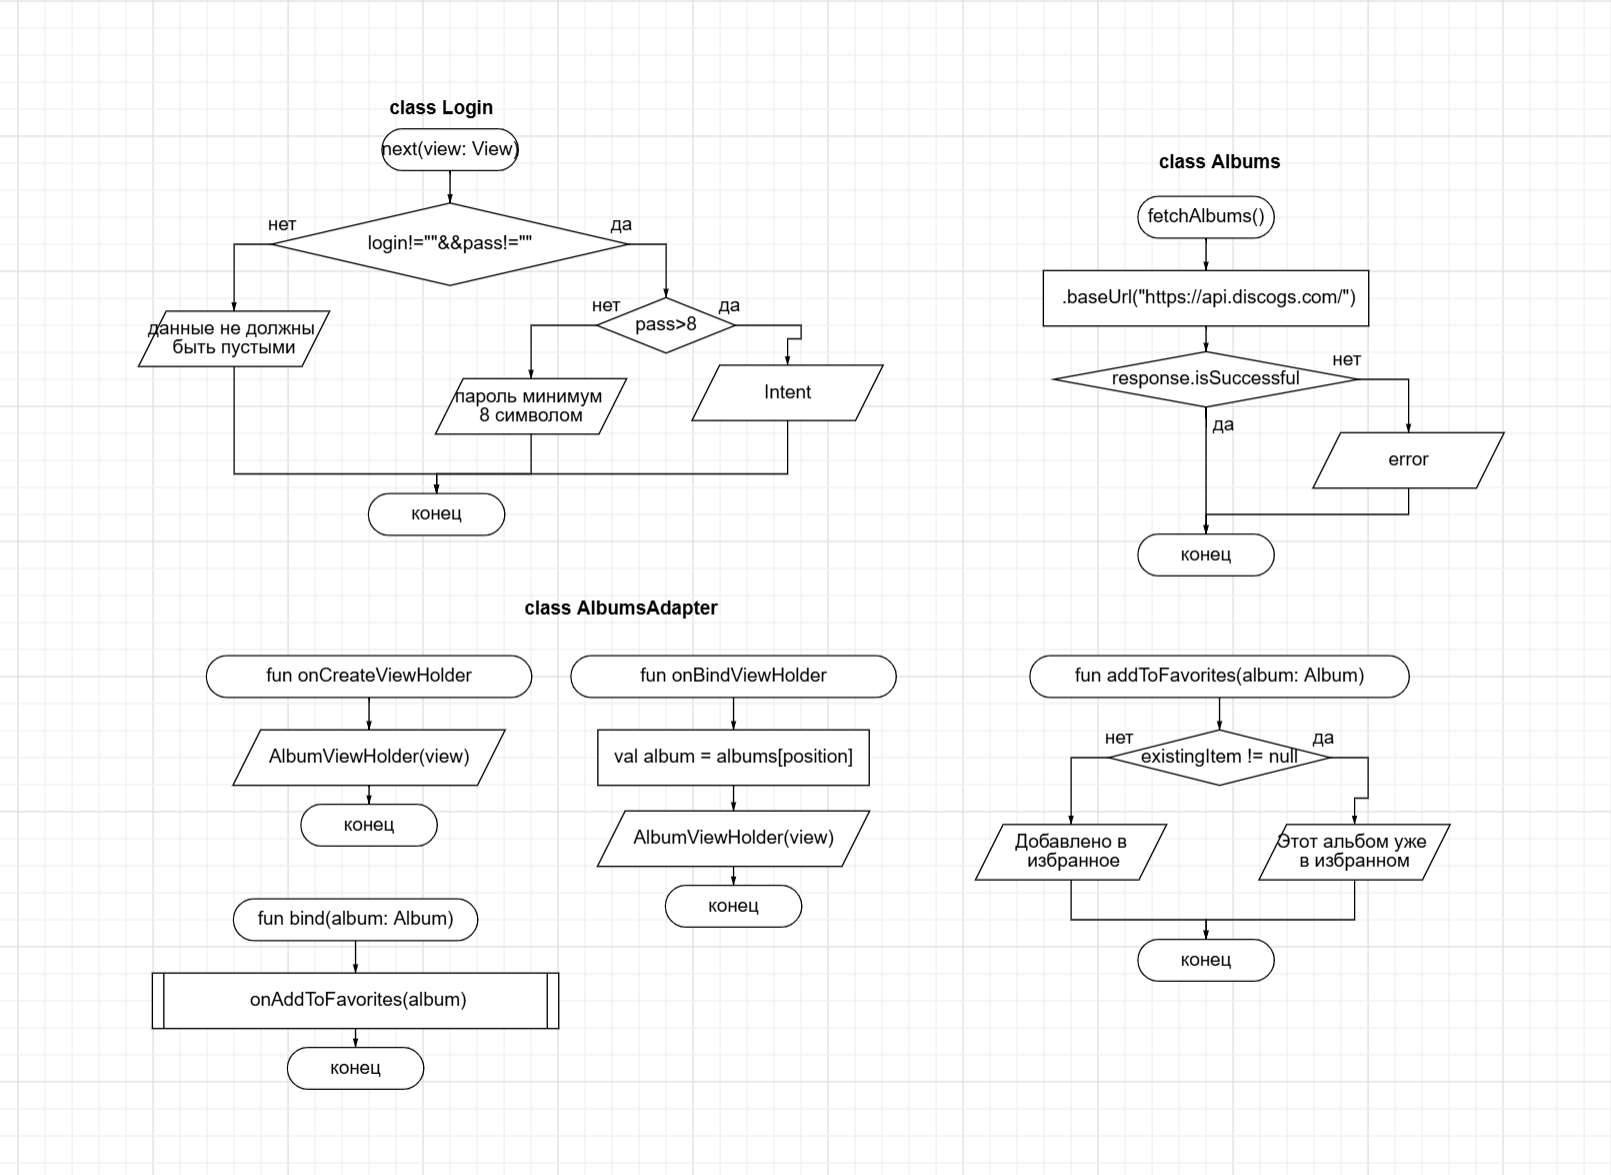 class Login
next(view: View)
нет
да
login!=""&&pass!=""
нет
да
pass>8
данные не должны
быть пустыми
пароль минимум
8 символом
Intent
конец
class Albums
fetchAlbums()
.baseUrl("https://api.discogs.com/")
нет
response.isSuccessful
да
error
конец
class AlbumsAdapter
fun onCreateViewHolder
AlbumViewHolder(view)
конец
fun onBindViewHolder
val album = albums[position]
AlbumViewHolder(view)
конец
fun addToFavorites(album: Album)
нет
да
existingItem != null
Добавлено в
избранное
Этот альбом уже
в избранном
конец
fun bind(album: Album)
onAddToFavorites(album)
конец